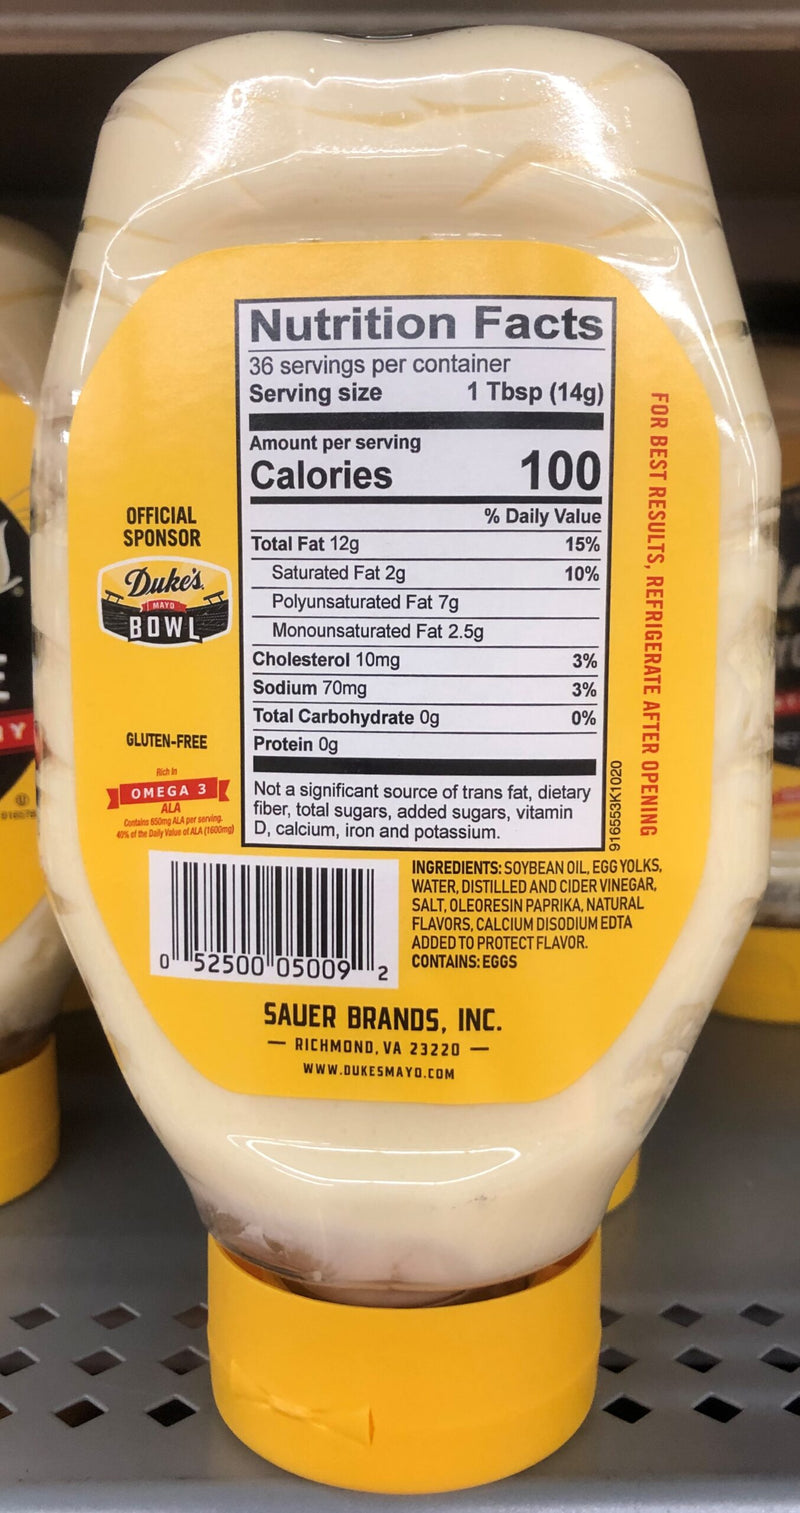 Nutrition Facts
36 servings per container
Serving size 1 Tbsp (14g)
Amount per serving
Calories 100
% Daily Value
Total Fat 12g 15%
Saturated Fat 2g 10%
Polyunsaturated Fat 7g
Monounsaturated Fat 2.5g
Cholesterol 10mg 3%
Sodium 70mg 3%
Total Carbohydrate 0g 0%
Protein 0g
Not a significant source of trans fat, dietary
fiber, total sugars, added sugars, vitamin
D, calcium, iron and potassium.
FOR BEST RESULTS, REFRIGERATE AFTER OPENING
916553K1020
OFFICIAL
SPONSOR
Duke's
MAYO
BOWL
GLUTEN-FREE
Rich In
OMEGA 3
ALA
Contains 650mg ALA per serving.
40% of the Daily Value of ALA (1600mg)
0 52500 05009 2
INGREDIENTS: SOYBEAN OIL, EGG YOLKS,
WATER, DISTILLED AND CIDER VINEGAR,
SALT, OLEORESIN PAPRIKA, NATURAL
FLAVORS, CALCIUM DISODIUM EDTA
ADDED TO PROTECT FLAVOR.
CONTAINS: EGGS
SAUER BRANDS, INC.
— RICHMOND, VA 23220 —
WWW.DUKESMAYO.COM